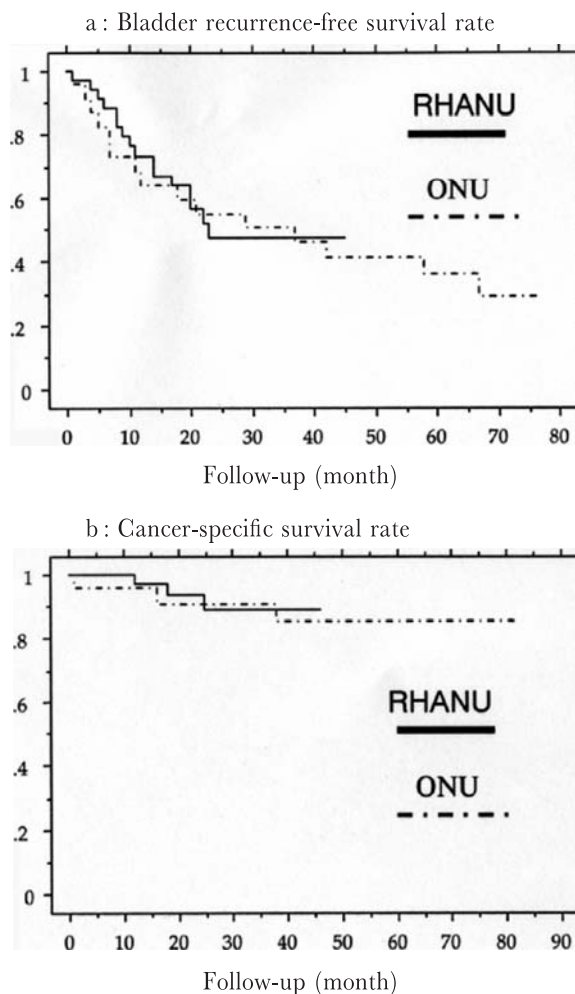 a : Bladder recurrence-free survival rate
1
.8
.6
.4
.2
0
RHANU
ONU
0 10 20 30 40 50 60 70 80
Follow-up (month)
b : Cancer-specific survival rate
1
.8
.6
.4
.2
0
RHANU
ONU
0 10 20 30 40 50 60 70 80 90
Follow-up (month)